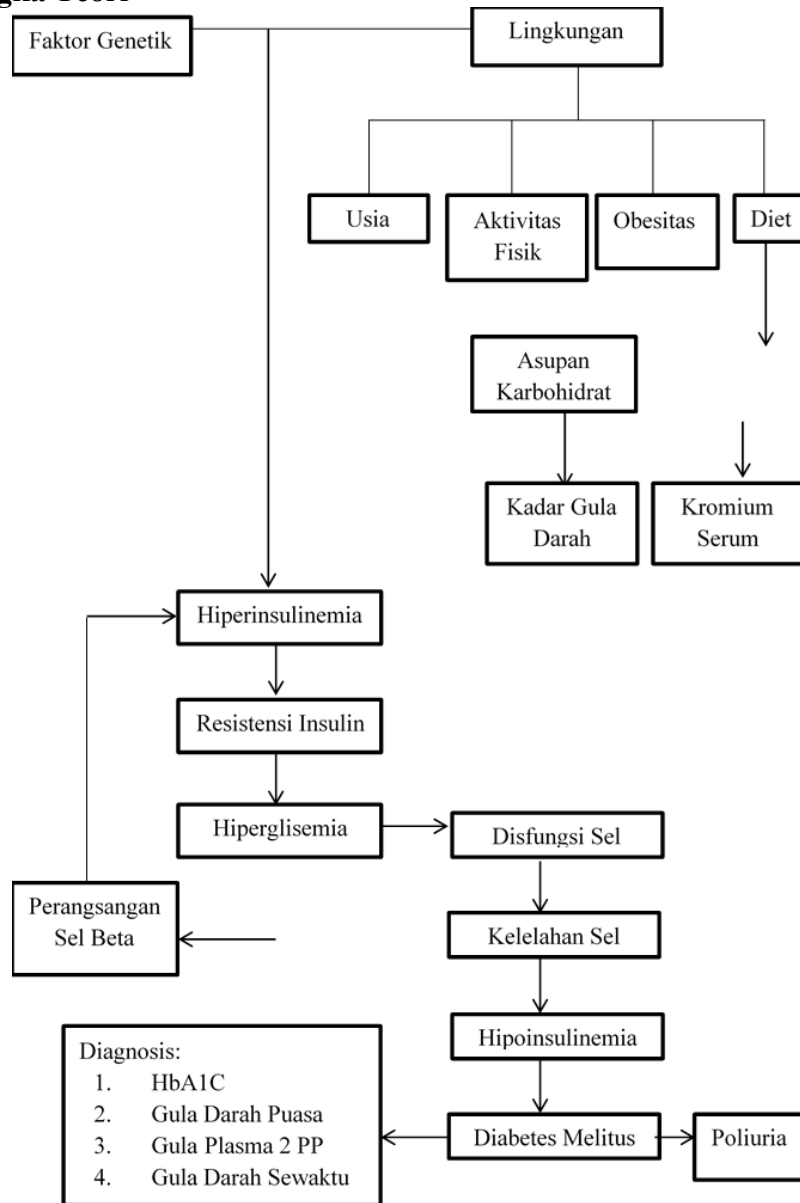 Faktor Genetik
Lingkungan
Usia
Aktivitas
Fisik
Obesitas
Diet
Asupan
Karbohidrat
Kadar Gula
Darah
Kromium
Serum
Hiperinsulinemia
Resistensi Insulin
Hiperglisemia
Disfungsi Sel
Perangsangan
Sel Beta
Kelelahan Sel
Hipoinsulinemia
Diagnosis:
1. HbA1C
2. Gula Darah Puasa
3. Gula Plasma 2 PP
4. Gula Darah Sewaktu
Diabetes Melitus
Poliuria